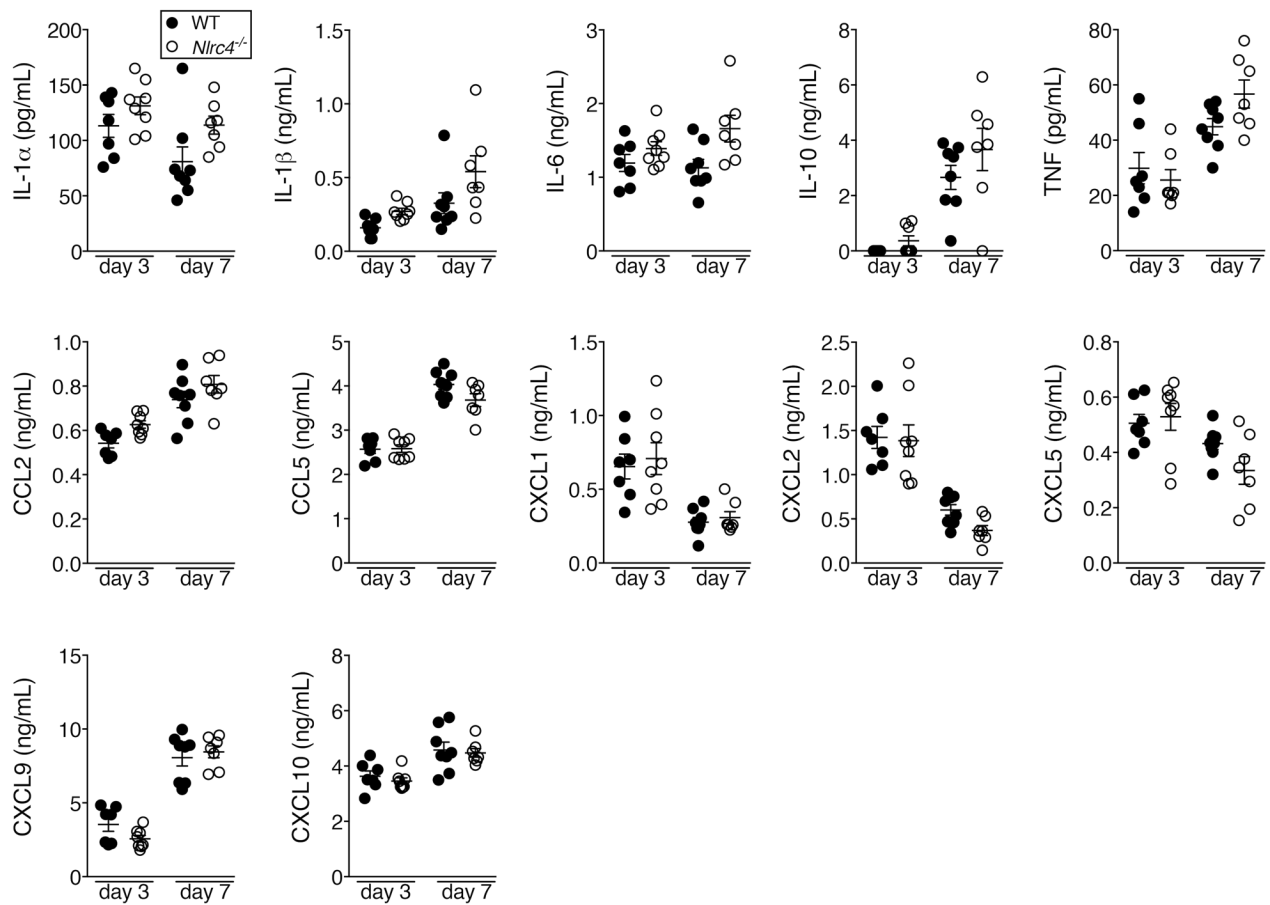 WT
Nlrc4-/-
IL-1α (pg/mL)
200
150
100
50
0
day 3 day 7
IL-1β (ng/mL)
1.5
1.0
0.5
0.0
day 3 day 7
IL-6 (ng/mL)
3
2
1
0
day 3 day 7
IL-10 (ng/mL)
8
6
4
2
0
day 3 day 7
TNF (pg/mL)
80
60
40
20
0
day 3 day 7
CCL2 (ng/mL)
1.0
0.8
0.6
0.4
0.2
0.0
day 3 day 7
CCL5 (ng/mL)
5
4
3
2
1
0
day 3 day 7
CXCL1 (ng/mL)
1.5
1.0
0.5
0.0
day 3 day 7
CXCL2 (ng/mL)
2.5
2.0
1.5
1.0
0.5
0.0
day 3 day 7
CXCL5 (ng/mL)
0.8
0.6
0.4
0.2
0.0
day 3 day 7
CXCL9 (ng/mL)
15
10
5
0
day 3 day 7
CXCL10 (ng/mL)
8
6
4
2
0
day 3 day 7